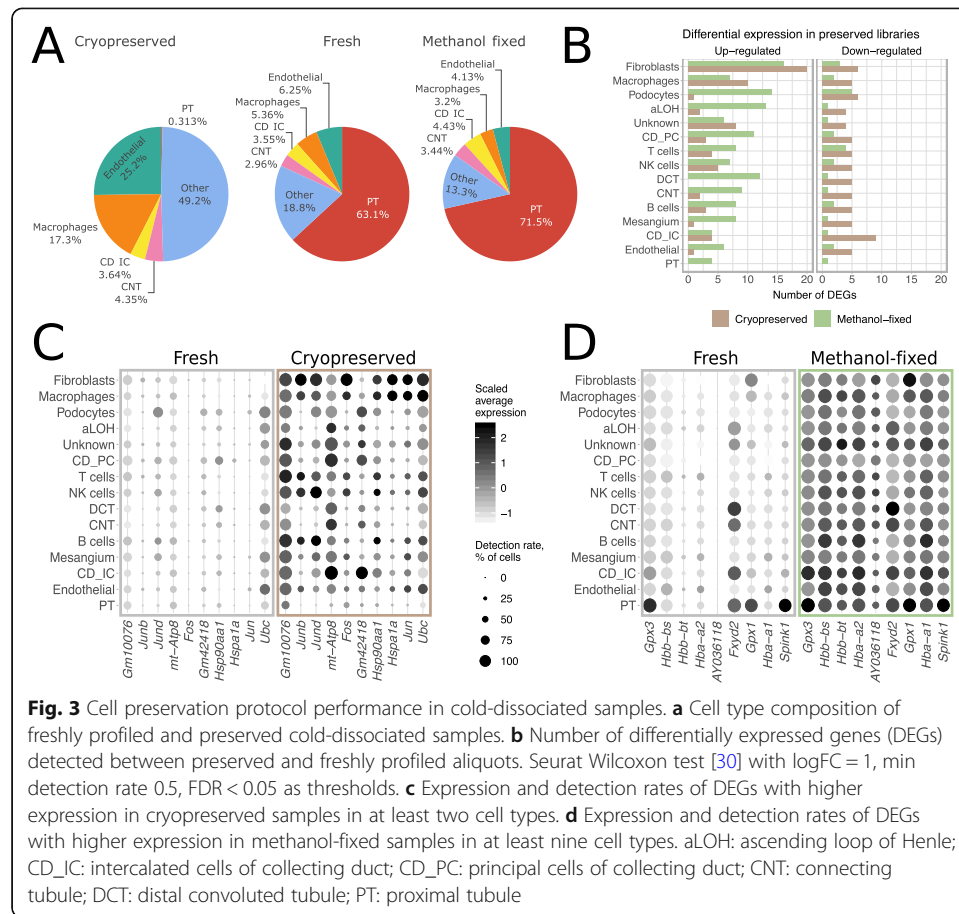 A
Cryopreserved
Fresh
Methanol fixed
PT
0.313%
Endothelial
25.2%
Other
49.2%
Macrophages
17.3%
CD IC
3.64%
CNT
4.35%
Endothelial
6.25%
Macrophages
5.36%
CD IC
3.55%
CNT
2.96%
Other
18.8%
PT
63.1%
Endothelial
4.13%
Macrophages
3.2%
CD IC
4.43%
CNT
3.44%
Other
13.3%
PT
71.5%
B
Differential expression in preserved libraries
Up-regulated
Down-regulated
Fibroblasts
Macrophages
Podocytes
aLOH
Unknown
CD_PC
T cells
NK cells
DCT
CNT
B cells
Mesangium
CD_IC
Endothelial
PT
0 5 10 15 20
0 5 10 15 20
Number of DEGs
Cryopreserved
Methanol-fixed
C
Fresh
Cryopreserved
Fibroblasts
Macrophages
Podocytes
aLOH
Unknown
CD_PC
T cells
NK cells
DCT
CNT
B cells
Mesangium
CD_IC
Endothelial
PT
Gm10076
Junb
Jund
mt-Atp8
Fos
Gm42418
Hsp90aa1
Hspa1a
Jun
Ubc
Gm10076
Junb
Jund
mt-Atp8
Fos
Gm42418
Hsp90aa1
Hspa1a
Jun
Ubc
Scaled
average
expression
2
1
0
-1
Detection rate,
% of cells
0
25
50
75
100
D
Fresh
Methanol-fixed
Fibroblasts
Macrophages
Podocytes
aLOH
Unknown
CD_PC
T cells
NK cells
DCT
CNT
B cells
Mesangium
CD_IC
Endothelial
PT
Gpx3
Hbb-bs
Hbb-bt
Hba-a2
AY036118
Fxyd2
Gpx1
Hba-a1
Spink1
Gpx3
Hbb-bs
Hbb-bt
Hba-a2
AY036118
Fxyd2
Gpx1
Hba-a1
Spink1
Fig. 3 Cell preservation protocol performance in cold-dissociated samples. a Cell type composition of
freshly profiled and preserved cold-dissociated samples. b Number of differentially expressed genes (DEGs)
detected between preserved and freshly profiled aliquots. Seurat Wilcoxon test [30] with logFC = 1, min
detection rate 0.5, FDR < 0.05 as thresholds. c Expression and detection rates of DEGs with higher
expression in cryopreserved samples in at least two cell types. d Expression and detection rates of DEGs
with higher expression in methanol-fixed samples in at least nine cell types. aLOH: ascending loop of Henle;
CD_IC: intercalated cells of collecting duct; CD_PC: principal cells of collecting duct; CNT: connecting
tubule; DCT: distal convoluted tubule; PT: proximal tubule